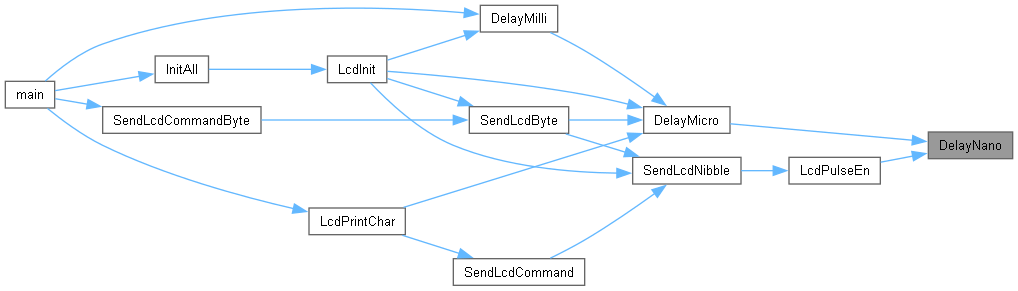 DelayMilli
InitAll
LcdInit
main
SendLcdCommandByte
SendLcdByte
DelayMicro
DelayNano
SendLcdNibble
LcdPulseEn
LcdPrintChar
SendLcdCommand